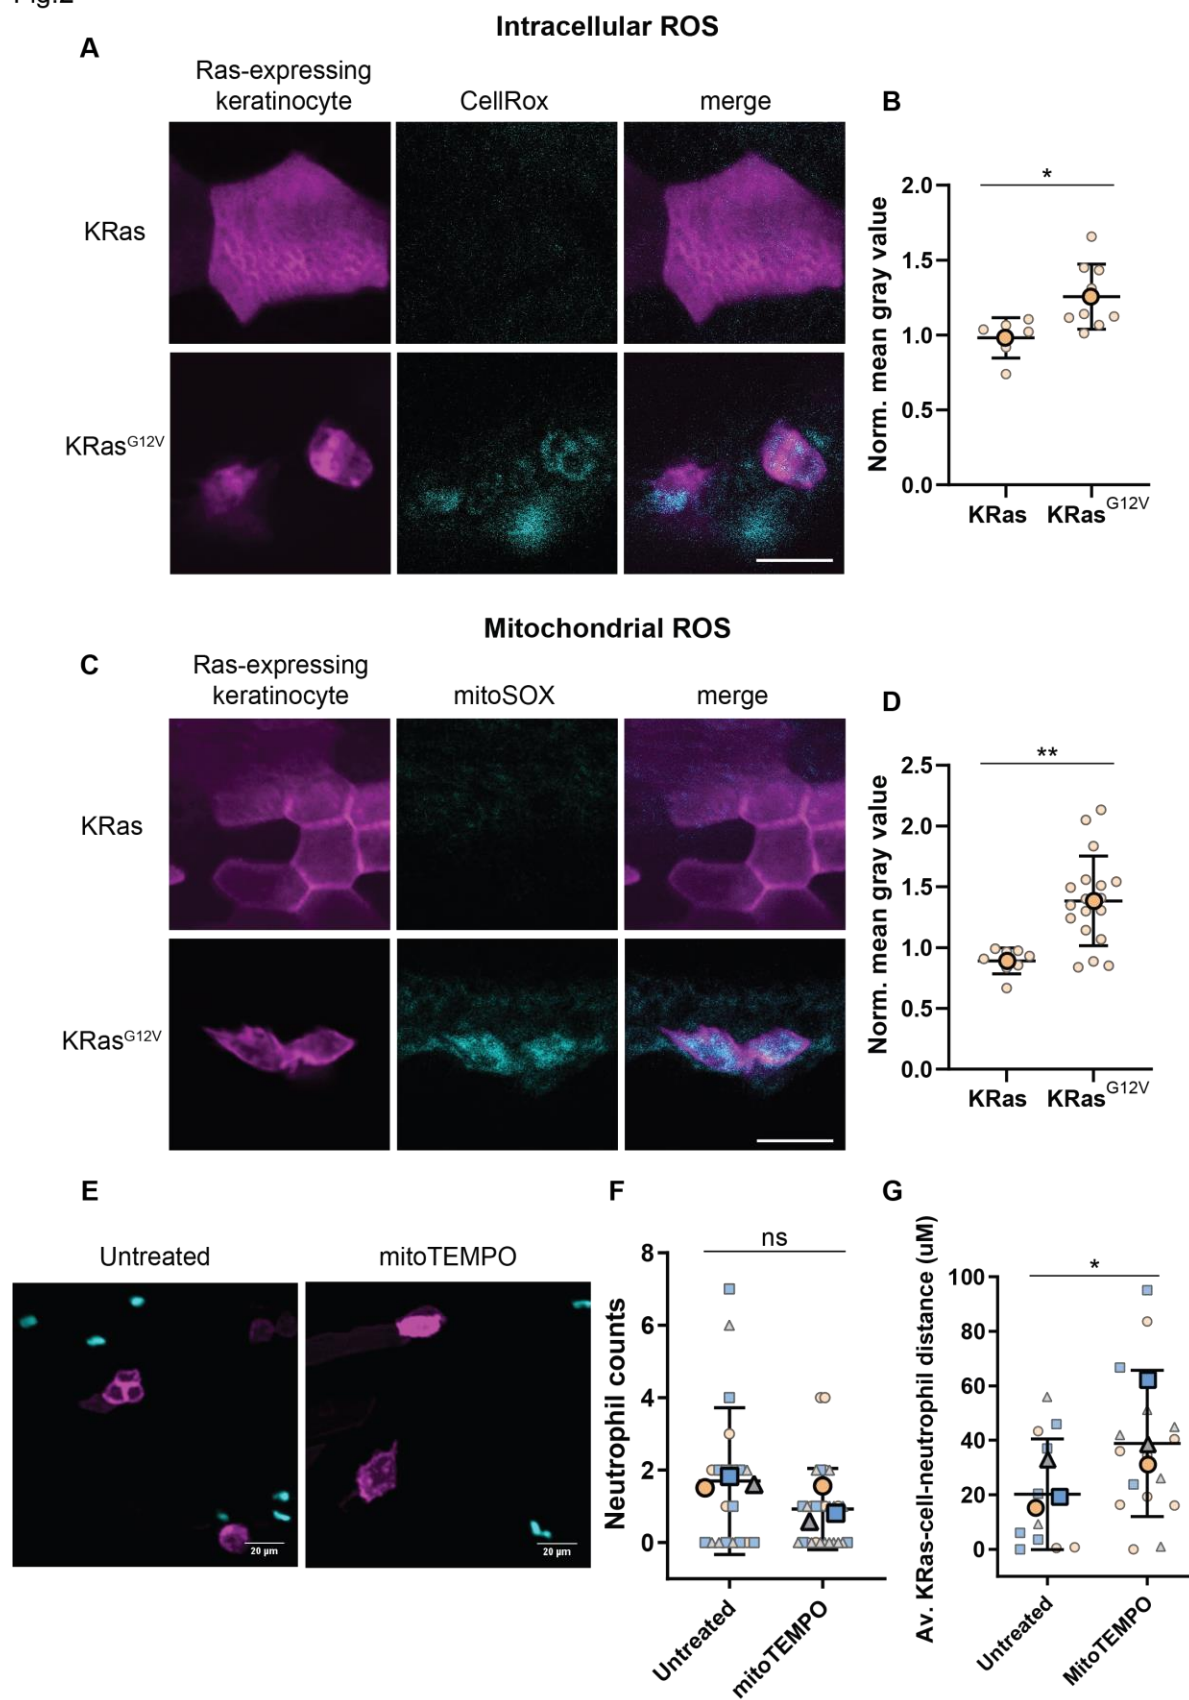 Fig.2
Intracellular ROS
A
Ras-expressing
keratinocyte
CellRox
merge
B
KRas
KRasG12V
Norm. mean gray value
2.0
1.5
1.0
0.5
0.0
*
KRas
KRasG12V
Mitochondrial ROS
C
Ras-expressing
keratinocyte
mitoSOX
merge
D
KRas
KRasG12V
Norm. mean gray value
2.5
2.0
1.5
1.0
0.5
0.0
**
KRas
KRasG12V
E
Untreated
mitoTEMPO
20 µm
20 µm
F
Neutrophil counts
8
6
4
2
0
ns
Untreated
mitoTEMPO
G
Av. KRas-cell-neutrophil distance (uM)
100
80
60
40
20
0
*
Untreated
MitoTEMPO